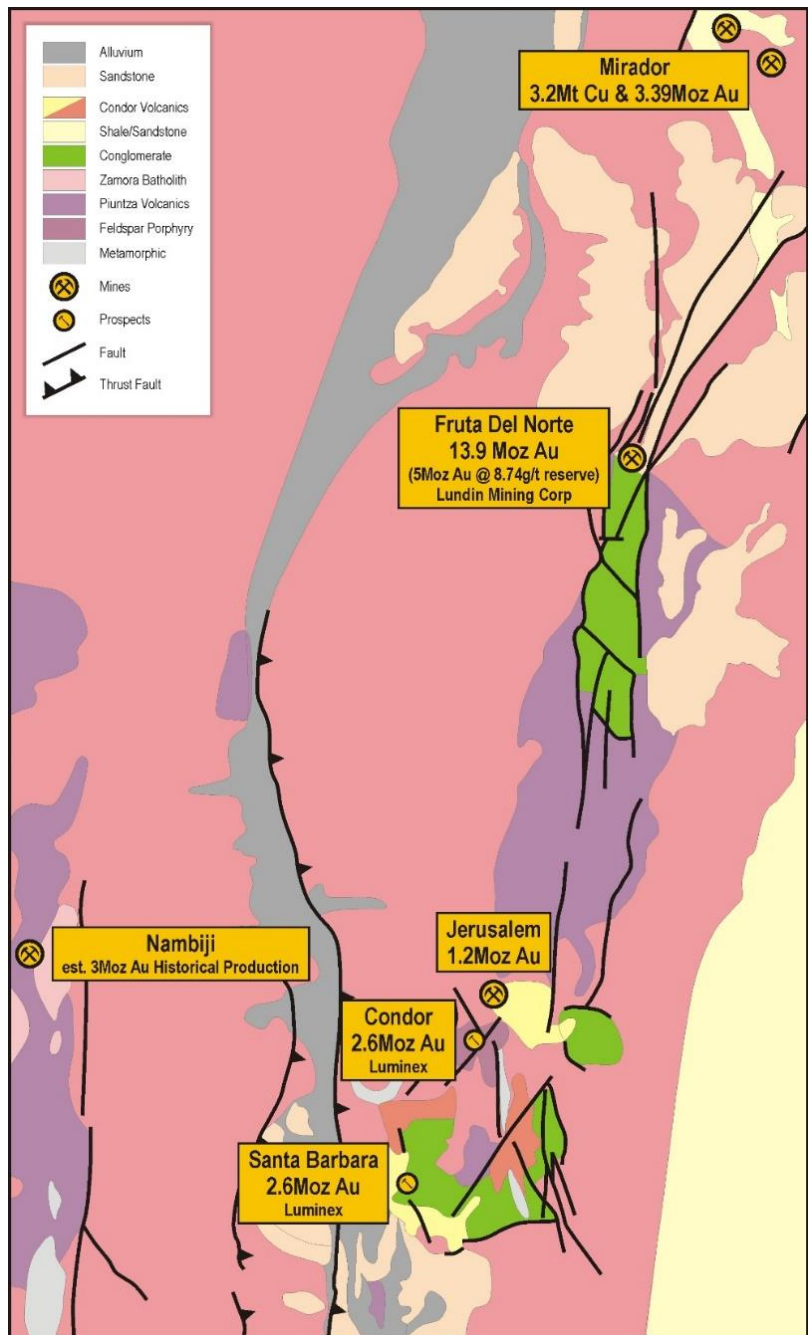 Alluvium
Sandstone
Condor Volcanics
Shale/Sandstone
Conglomerate
Zamora Batholith
Piuntza Volcanics
Feldspar Porphyry
Metamorphic
Mines
Prospects
Fault
Thrust Fault
Mirador
3.2Mt Cu & 3.39Moz Au
Fruta Del Norte
13.9 Moz Au
(5Moz Au @ 8.74g/t reserve)
Lundin Mining Corp
Nambiji
est. 3Moz Au Historical Production
Jerusalem
1.2Moz Au
Condor
2.6Moz Au
Luminex
Santa Barbara
2.6Moz Au
Luminex